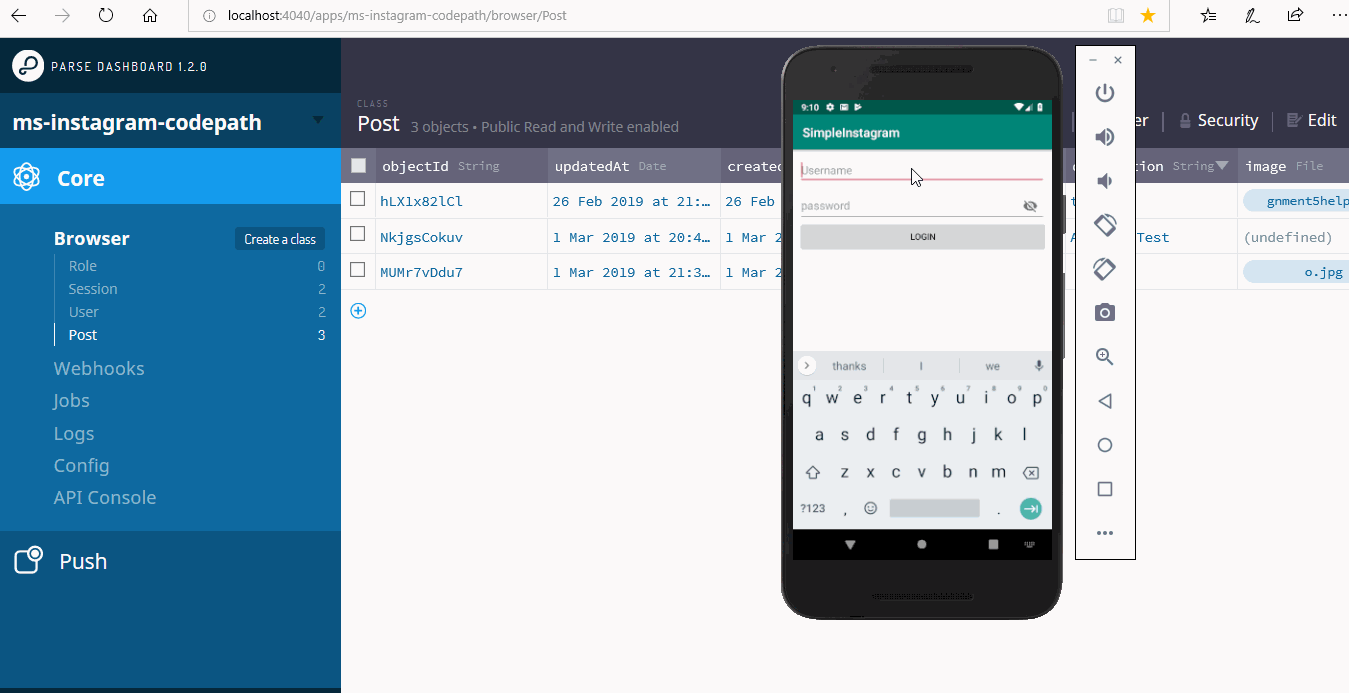 localhost:4040/apps/ms-instagram-codepath/browser/Post
PARSE DASHBOARD 1.2.0
ms-instagram-codepath
Core
Browser
Create a class
Role 0
Session 2
User 2
Post 3
Webhooks
Jobs
Logs
Config
API Console
Push
CLASS
Post 3 objects • Public Read and Write enabled
Security
Edit
objectId String updatedAt Date created String image File
hLX1x82lCl 26 Feb 2019 at 21:… 26 Feb gnment5help
NkjgsCokuv 1 Mar 2019 at 20:4… 1 Mar 2 Test (undefined)
MUMr7vDdu7 1 Mar 2019 at 21:3… 1 Mar 2 o.jpg
9:10
SimpleInstagram
Username
password
LOGIN
thanks I we
1 2 3 4 5 6 7 8 9 0
q w e r t y u i o p
a s d f g h j k l
z x c v b n m
?123 , .